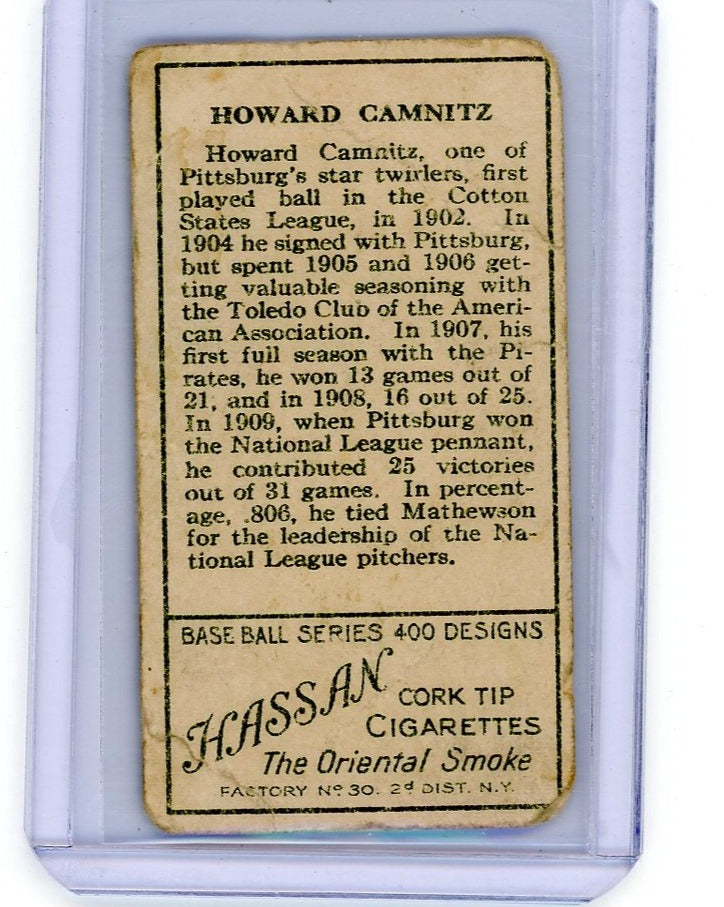 HOWARD CAMNITZ
Howard Camnitz, one of
Pittsburg's star twirlers, first
played ball in the Cotton
States League, in 1902. In
1904 he signed with Pittsburg,
but spent 1905 and 1906 get-
ting valuable seasoning with
the Toledo Club of the Ameri-
can Association. In 1907, his
first full season with the Pi-
rates, he won 13 games out of
21, and in 1908, 16 out of 25.
In 1909, when Pittsburg won
the National League pennant,
he contributed 25 victories
out of 31 games. In percent-
age, .806, he tied Mathewson
for the leadership of the Na-
tional League pitchers.
BASE BALL SERIES 400 DESIGNS
HASSAN
CORK TIP
CIGARETTES
The Oriental Smoke
FACTORY Nº 30. 2ᵈ DIST. N.Y.